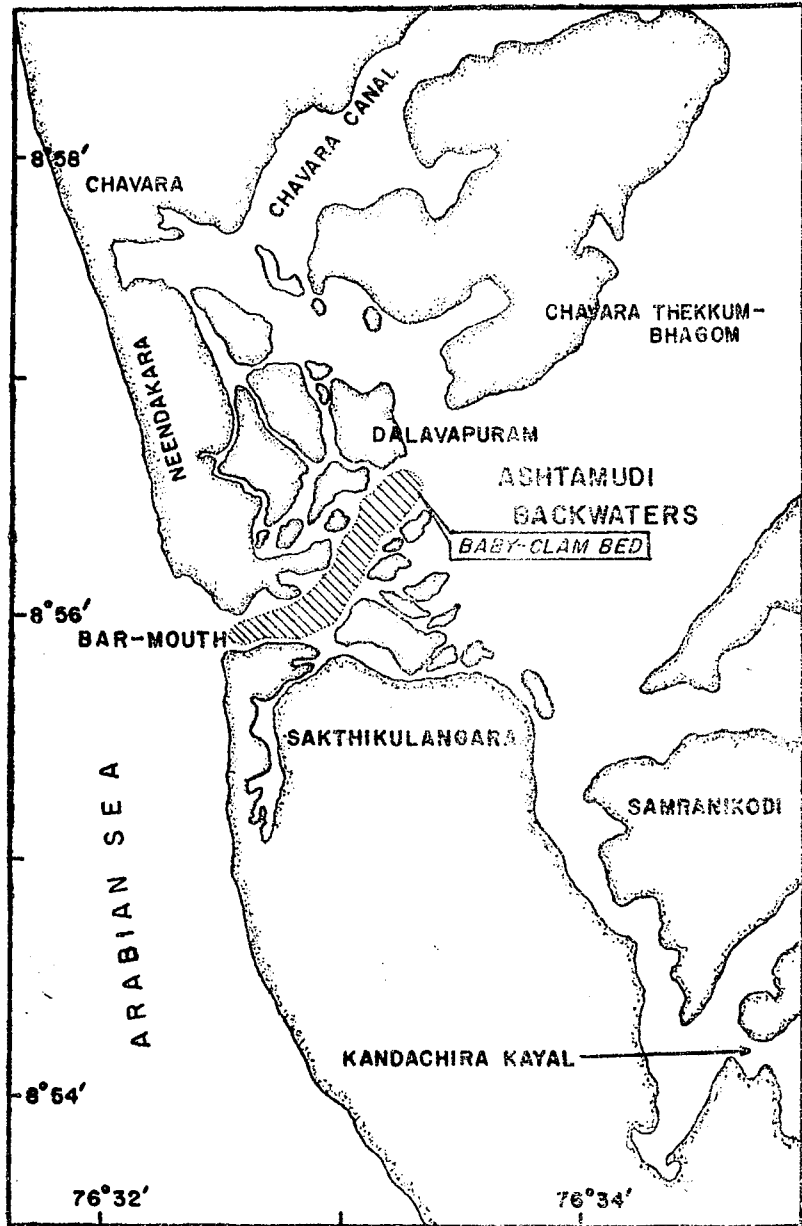 CHAVARA CANAL
8°58'
CHAVARA
CHAVARA THEKKUM-
BHAGOM
NEENDAKARA
DALAVAPURAM
ASHTAMUDI
BACKWATERS
BABY-CLAM BED
8°56'
BAR-MOUTH
SAKTHIKULANGARA
ARABIAN SEA
SAMRANIKODI
KANDACHIRA KAYAL
8°54'
76°32'
76°34'